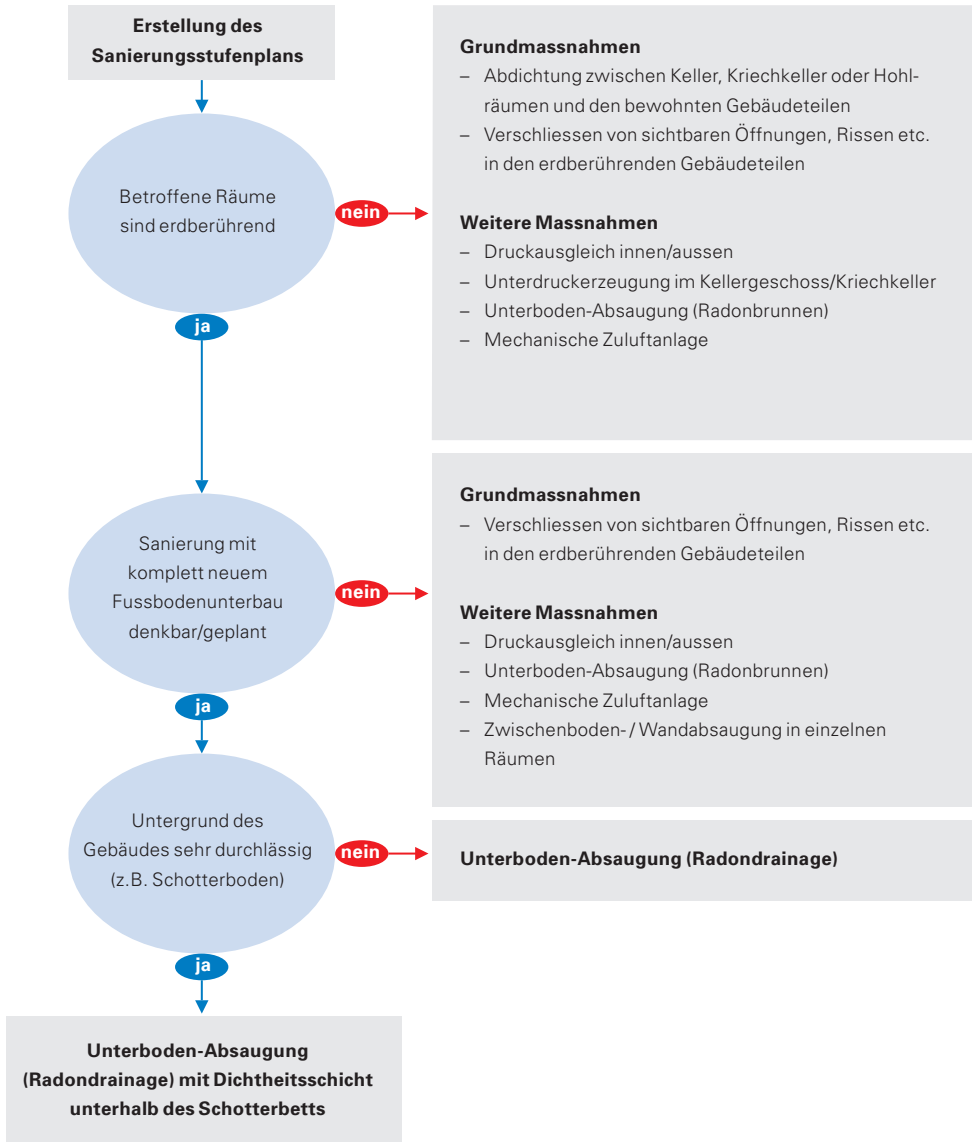 Erstellung des
Sanierungsstufenplans
Betroffene Räume
sind erdberührend
nein
Grundmassnahmen
– Abdichtung zwischen Keller, Kriechkeller oder Hohl-
räumen und den bewohnten Gebäudeteilen
– Verschliessen von sichtbaren Öffnungen, Rissen etc.
in den erdberührenden Gebäudeteilen
Weitere Massnahmen
– Druckausgleich innen/aussen
– Unterdruckerzeugung im Kellergeschoss/Kriechkeller
– Unterboden-Absaugung (Radonbrunnen)
– Mechanische Zuluftanlage
ja
Sanierung mit
komplett neuem
Fussbodenunterbau
denkbar/geplant
nein
Grundmassnahmen
– Verschliessen von sichtbaren Öffnungen, Rissen etc.
in den erdberührenden Gebäudeteilen
Weitere Massnahmen
– Druckausgleich innen/aussen
– Unterboden-Absaugung (Radonbrunnen)
– Mechanische Zuluftanlage
– Zwischenboden- / Wandabsaugung in einzelnen
Räumen
ja
Untergrund des
Gebäudes sehr durchlässig
(z.B. Schotterboden)
nein
Unterboden-Absaugung (Radondrainage)
ja
Unterboden-Absaugung
(Radondrainage) mit Dichtheitsschicht
unterhalb des Schotterbetts